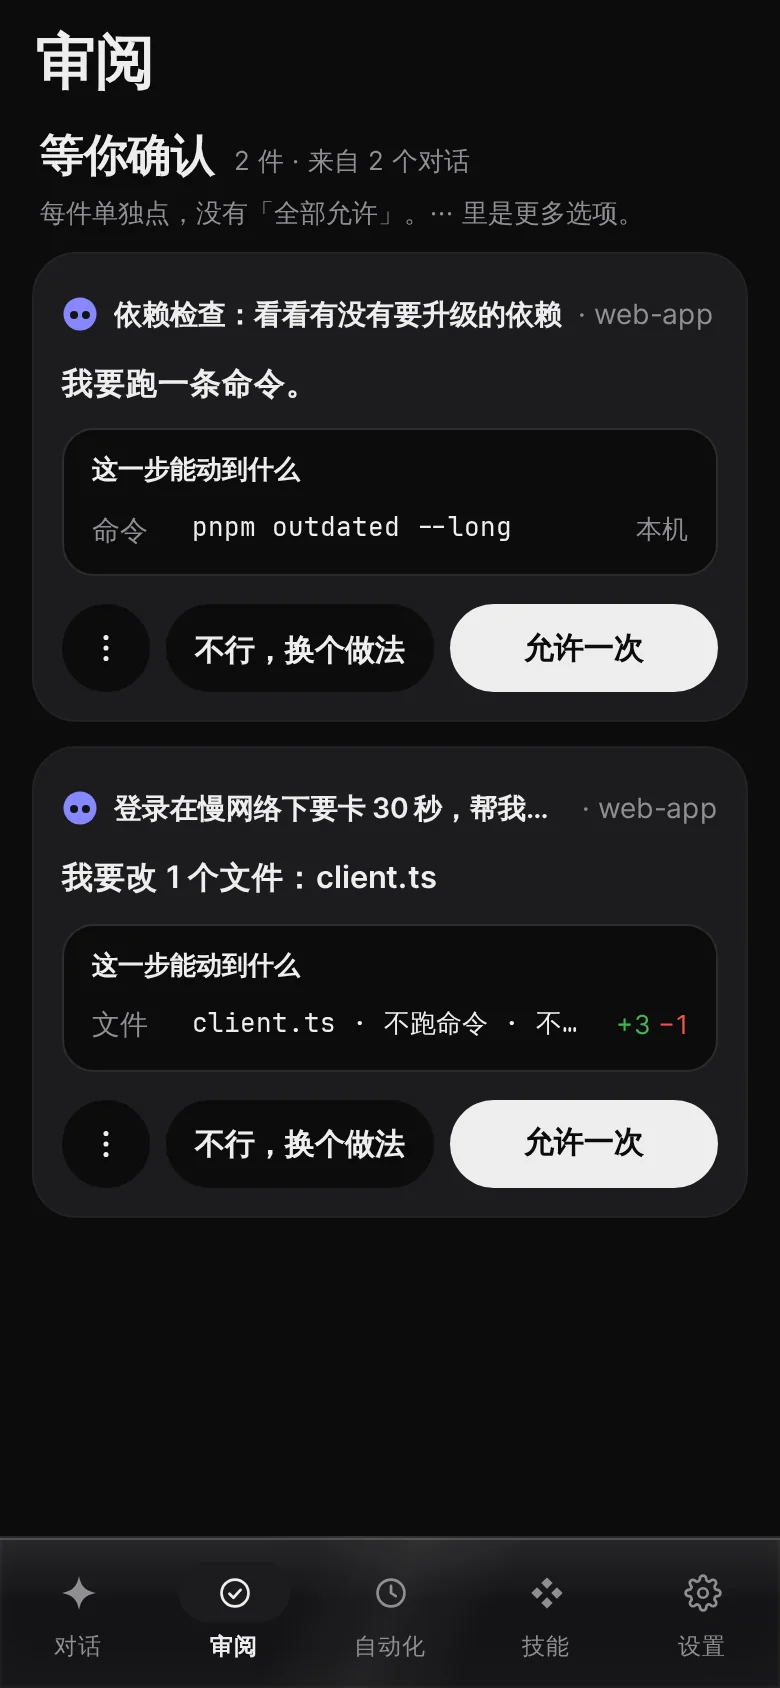 审阅
等你确认 2 件 · 来自 2 个对话
每件单独点，没有「全部允许」。··· 里是更多选项。
依赖检查：看看有没有要升级的依赖 · web-app
我要跑一条命令。
这一步能动到什么
命令 pnpm outdated --long 本机
不行，换个做法 允许一次
登录在慢网络下要卡 30 秒，帮我... · web-app
我要改 1 个文件：client.ts
这一步能动到什么
文件 client.ts · 不跑命令 · 不… +3 −1
不行，换个做法 允许一次
对话 审阅 自动化 技能 设置